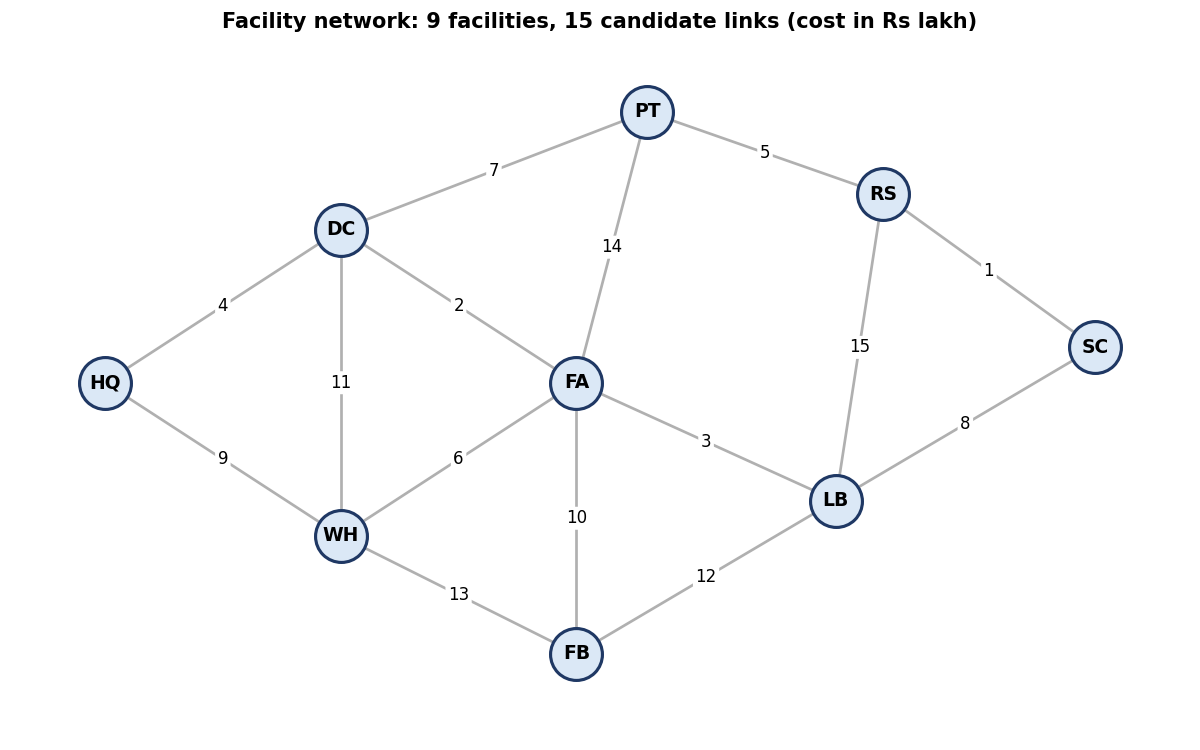 Facility network: 9 facilities, 15 candidate links (cost in Rs lakh)
PT
5
7
RS
DC
14
1
4
2
15
SC
HQ
11
FA
8
3
9
6
LB
10
WH
12
13
FB